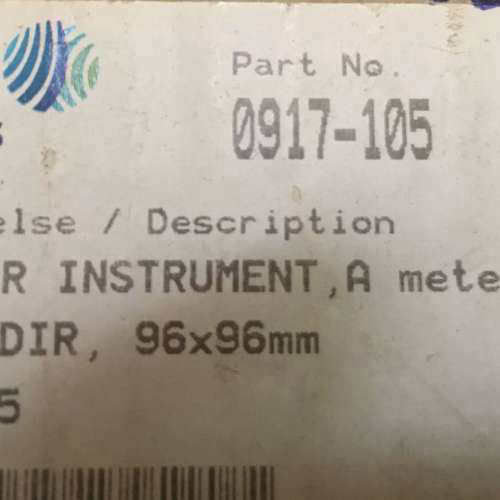 Part No.
0917-105
else / Description
R INSTRUMENT,A mete
DIR, 96x96mm
5